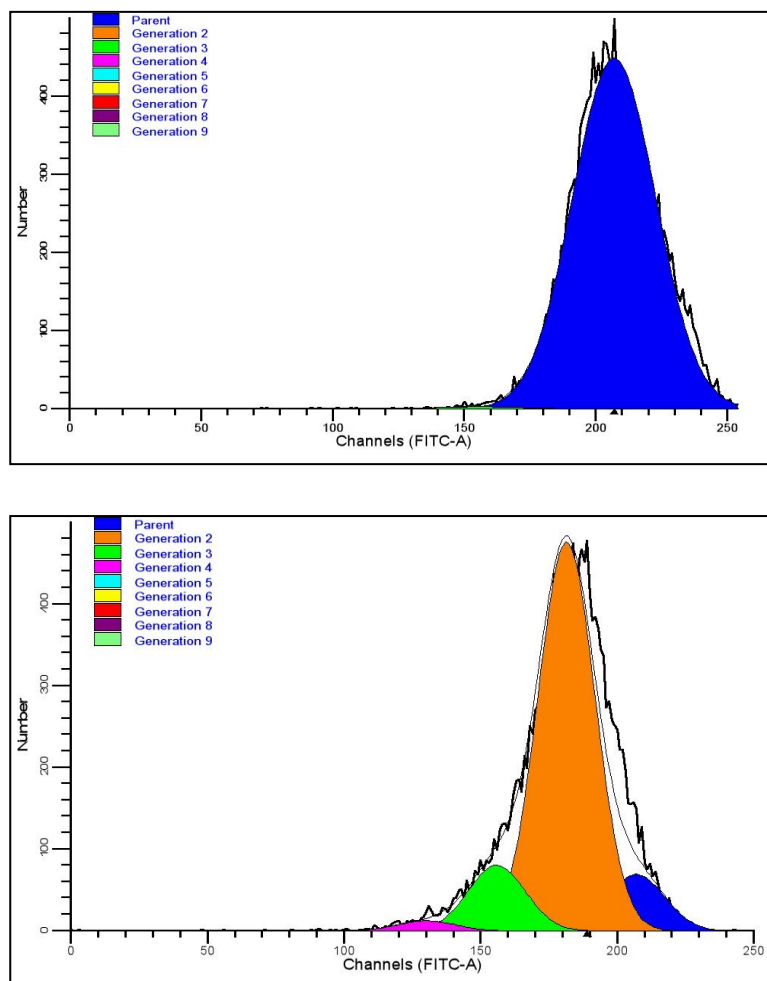 Parent
Generation 2
Generation 3
Generation 4
Generation 5
Generation 6
Generation 7
Generation 8
Generation 9
Number
0
100
200
300
400
0
50
100
150
200
250
Channels (FITC-A)
Parent
Generation 2
Generation 3
Generation 4
Generation 5
Generation 6
Generation 7
Generation 8
Generation 9
Number
0
100
200
300
400
0
50
100
150
200
250
Channels (FITC-A)